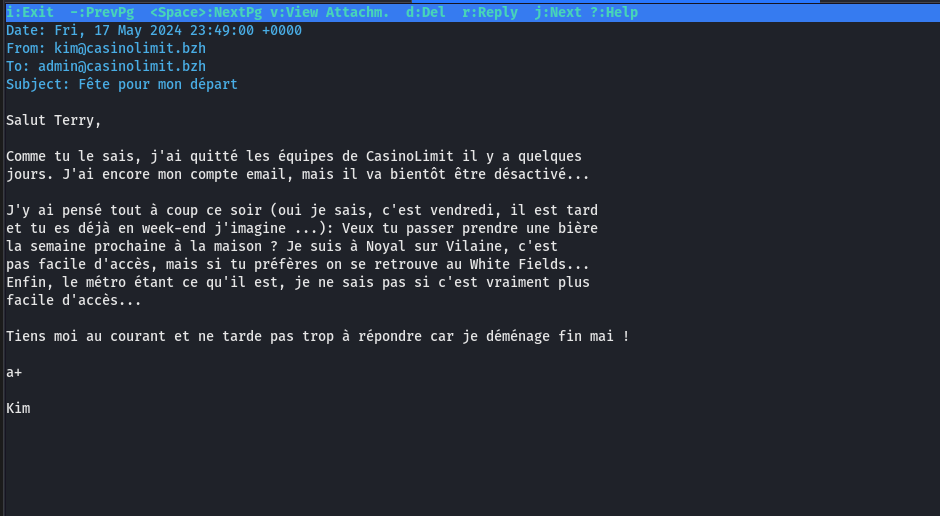 i:Exit -:PrevPg <Space>:NextPg v:View Attachm. d:Del r:Reply j:Next ?:Help
Date: Fri, 17 May 2024 23:49:00 +0000
From: kim@casinolimit.bzh
To: admin@casinolimit.bzh
Subject: Fête pour mon départ
Salut Terry,
Comme tu le sais, j'ai quitté les équipes de CasinoLimit il y a quelques
jours. J'ai encore mon compte email, mais il va bientôt être désactivé...
J'y ai pensé tout à coup ce soir (oui je sais, c'est vendredi, il est tard
et tu es déjà en week-end j'imagine ...): Veux tu passer prendre une bière
la semaine prochaine à la maison ? Je suis à Noyal sur Vilaine, c'est
pas facile d'accès, mais si tu préfères on se retrouve au White Fields...
Enfin, le métro étant ce qu'il est, je ne sais pas si c'est vraiment plus
facile d'accès...
Tiens moi au courant et ne tarde pas trop à répondre car je déménage fin mai !
a+
Kim